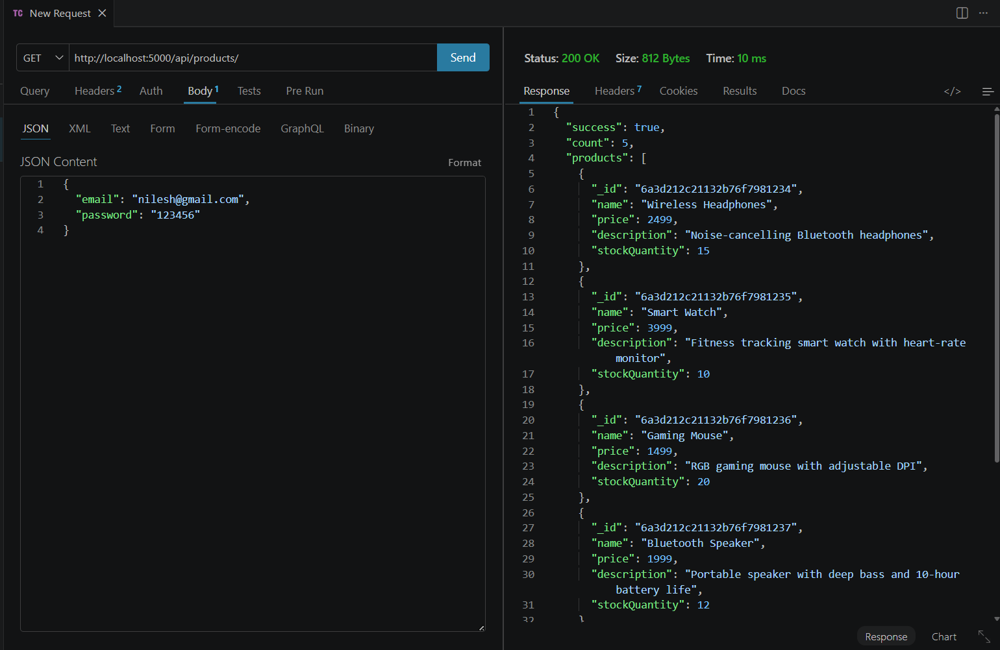 TC New Request
GET http://localhost:5000/api/products/ Send
Query Headers 2 Auth Body 1 Tests Pre Run
JSON XML Text Form Form-encode GraphQL Binary
JSON Content Format
1 {
2 "email": "nilesh@gmail.com",
3 "password": "123456"
4 }
Status: 200 OK Size: 812 Bytes Time: 10 ms
Response Headers 7 Cookies Results Docs </>
1 {
2 "success": true,
3 "count": 5,
4 "products": [
5 {
6 "_id": "6a3d212c21132b76f7981234",
7 "name": "Wireless Headphones",
8 "price": 2499,
9 "description": "Noise-cancelling Bluetooth headphones",
10 "stockQuantity": 15
11 },
12 {
13 "_id": "6a3d212c21132b76f7981235",
14 "name": "Smart Watch",
15 "price": 3999,
16 "description": "Fitness tracking smart watch with heart-rate
monitor",
17 "stockQuantity": 10
18 },
19 {
20 "_id": "6a3d212c21132b76f7981236",
21 "name": "Gaming Mouse",
22 "price": 1499,
23 "description": "RGB gaming mouse with adjustable DPI",
24 "stockQuantity": 20
25 },
26 {
27 "_id": "6a3d212c21132b76f7981237",
28 "name": "Bluetooth Speaker",
29 "price": 1999,
30 "description": "Portable speaker with deep bass and 10-hour
battery life",
31 "stockQuantity": 12
32 }
Response Chart